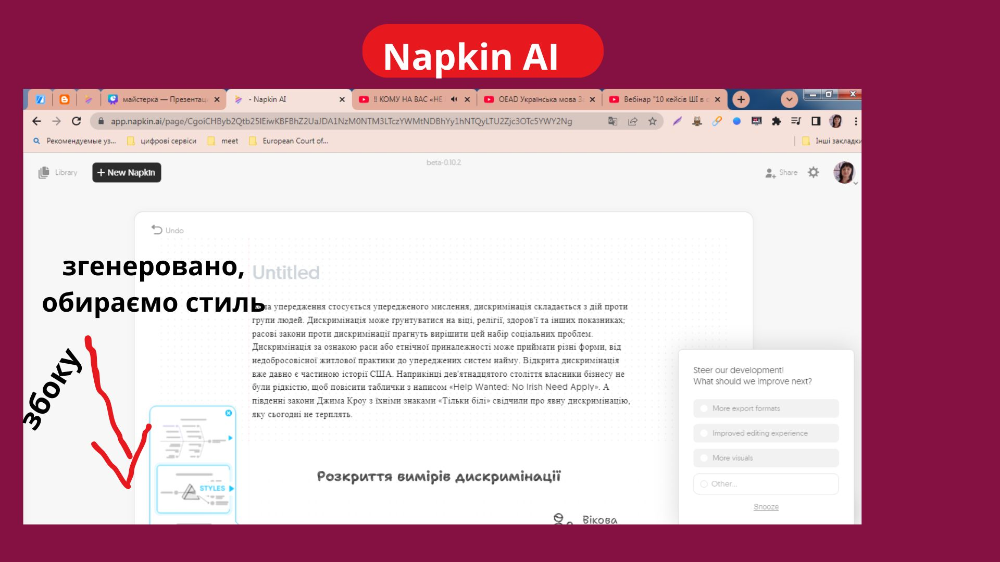 Napkin AI
майстерка — Презентац
- Napkin AI
!! КОМУ НА ВАС «НЕ
OEAD Українська мова З
Вебінар "10 кейсів ШІ в с
app.napkin.ai/page/CgoiCHByb2Qtb25lEiwKBFBhZ2UaJDA1NzM0NTM3LTczYWMtNDBhYy1hNTQyLTU2Zjc3OTc5YWY2Ng
Рекомендуемые уз...
цифрові сервіси
meet
European Court of...
Інші закладки
beta-0.10.2
Library
+ New Napkin
Share
Undo
згенеровано,
обираємо стиль
збоку
Untitled
упередження стосується упередженого мислення, дискримінація складається з дій проти
групи людей. Дискримінація може ґрунтуватися на віці, релігії, здоров'ї та інших показниках;
расові закони проти дискримінації прагнуть вирішити цей набір соціальних проблем.
Дискримінація за ознакою раси або етнічної приналежності може приймати різні форми, від
недобросовісної житлової практики до упереджених систем найму. Відкрита дискримінація
вже давно є частиною історії США. Наприкінці дев'ятнадцятого століття власники бізнесу не
були рідкістю, щоб повісити таблички з написом «Help Wanted: No Irish Need Apply». А
південні закони Джима Кроу з їхніми знаками «Тільки білі» свідчили про явну дискримінацію,
яку сьогодні не терплять.
STYLES
Розкриття вимірів дискримінації
Вікова
Steer our development!
What should we improve next?
More export formats
Improved editing experience
More visuals
Other...
Snooze